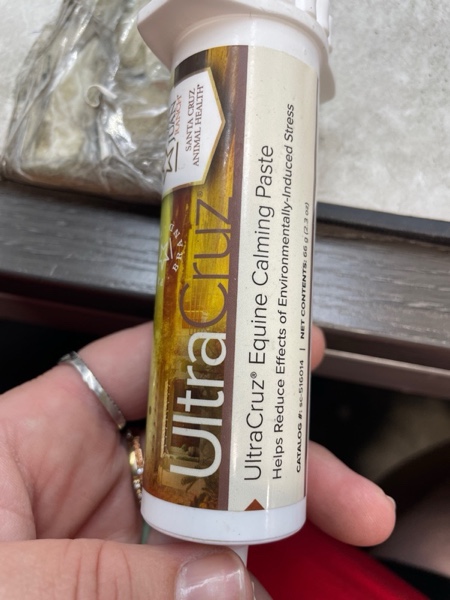 JUAN
SANTA CRUZ
ANIMAL HEALTH®
BRAND
UltraCruz®
UltraCruz® Equine Calming Paste
Helps Reduce Effects of Environmentally-Induced Stress
CATALOG #: sc-516014 | NET CONTENTS: 66 g (2.3 oz)